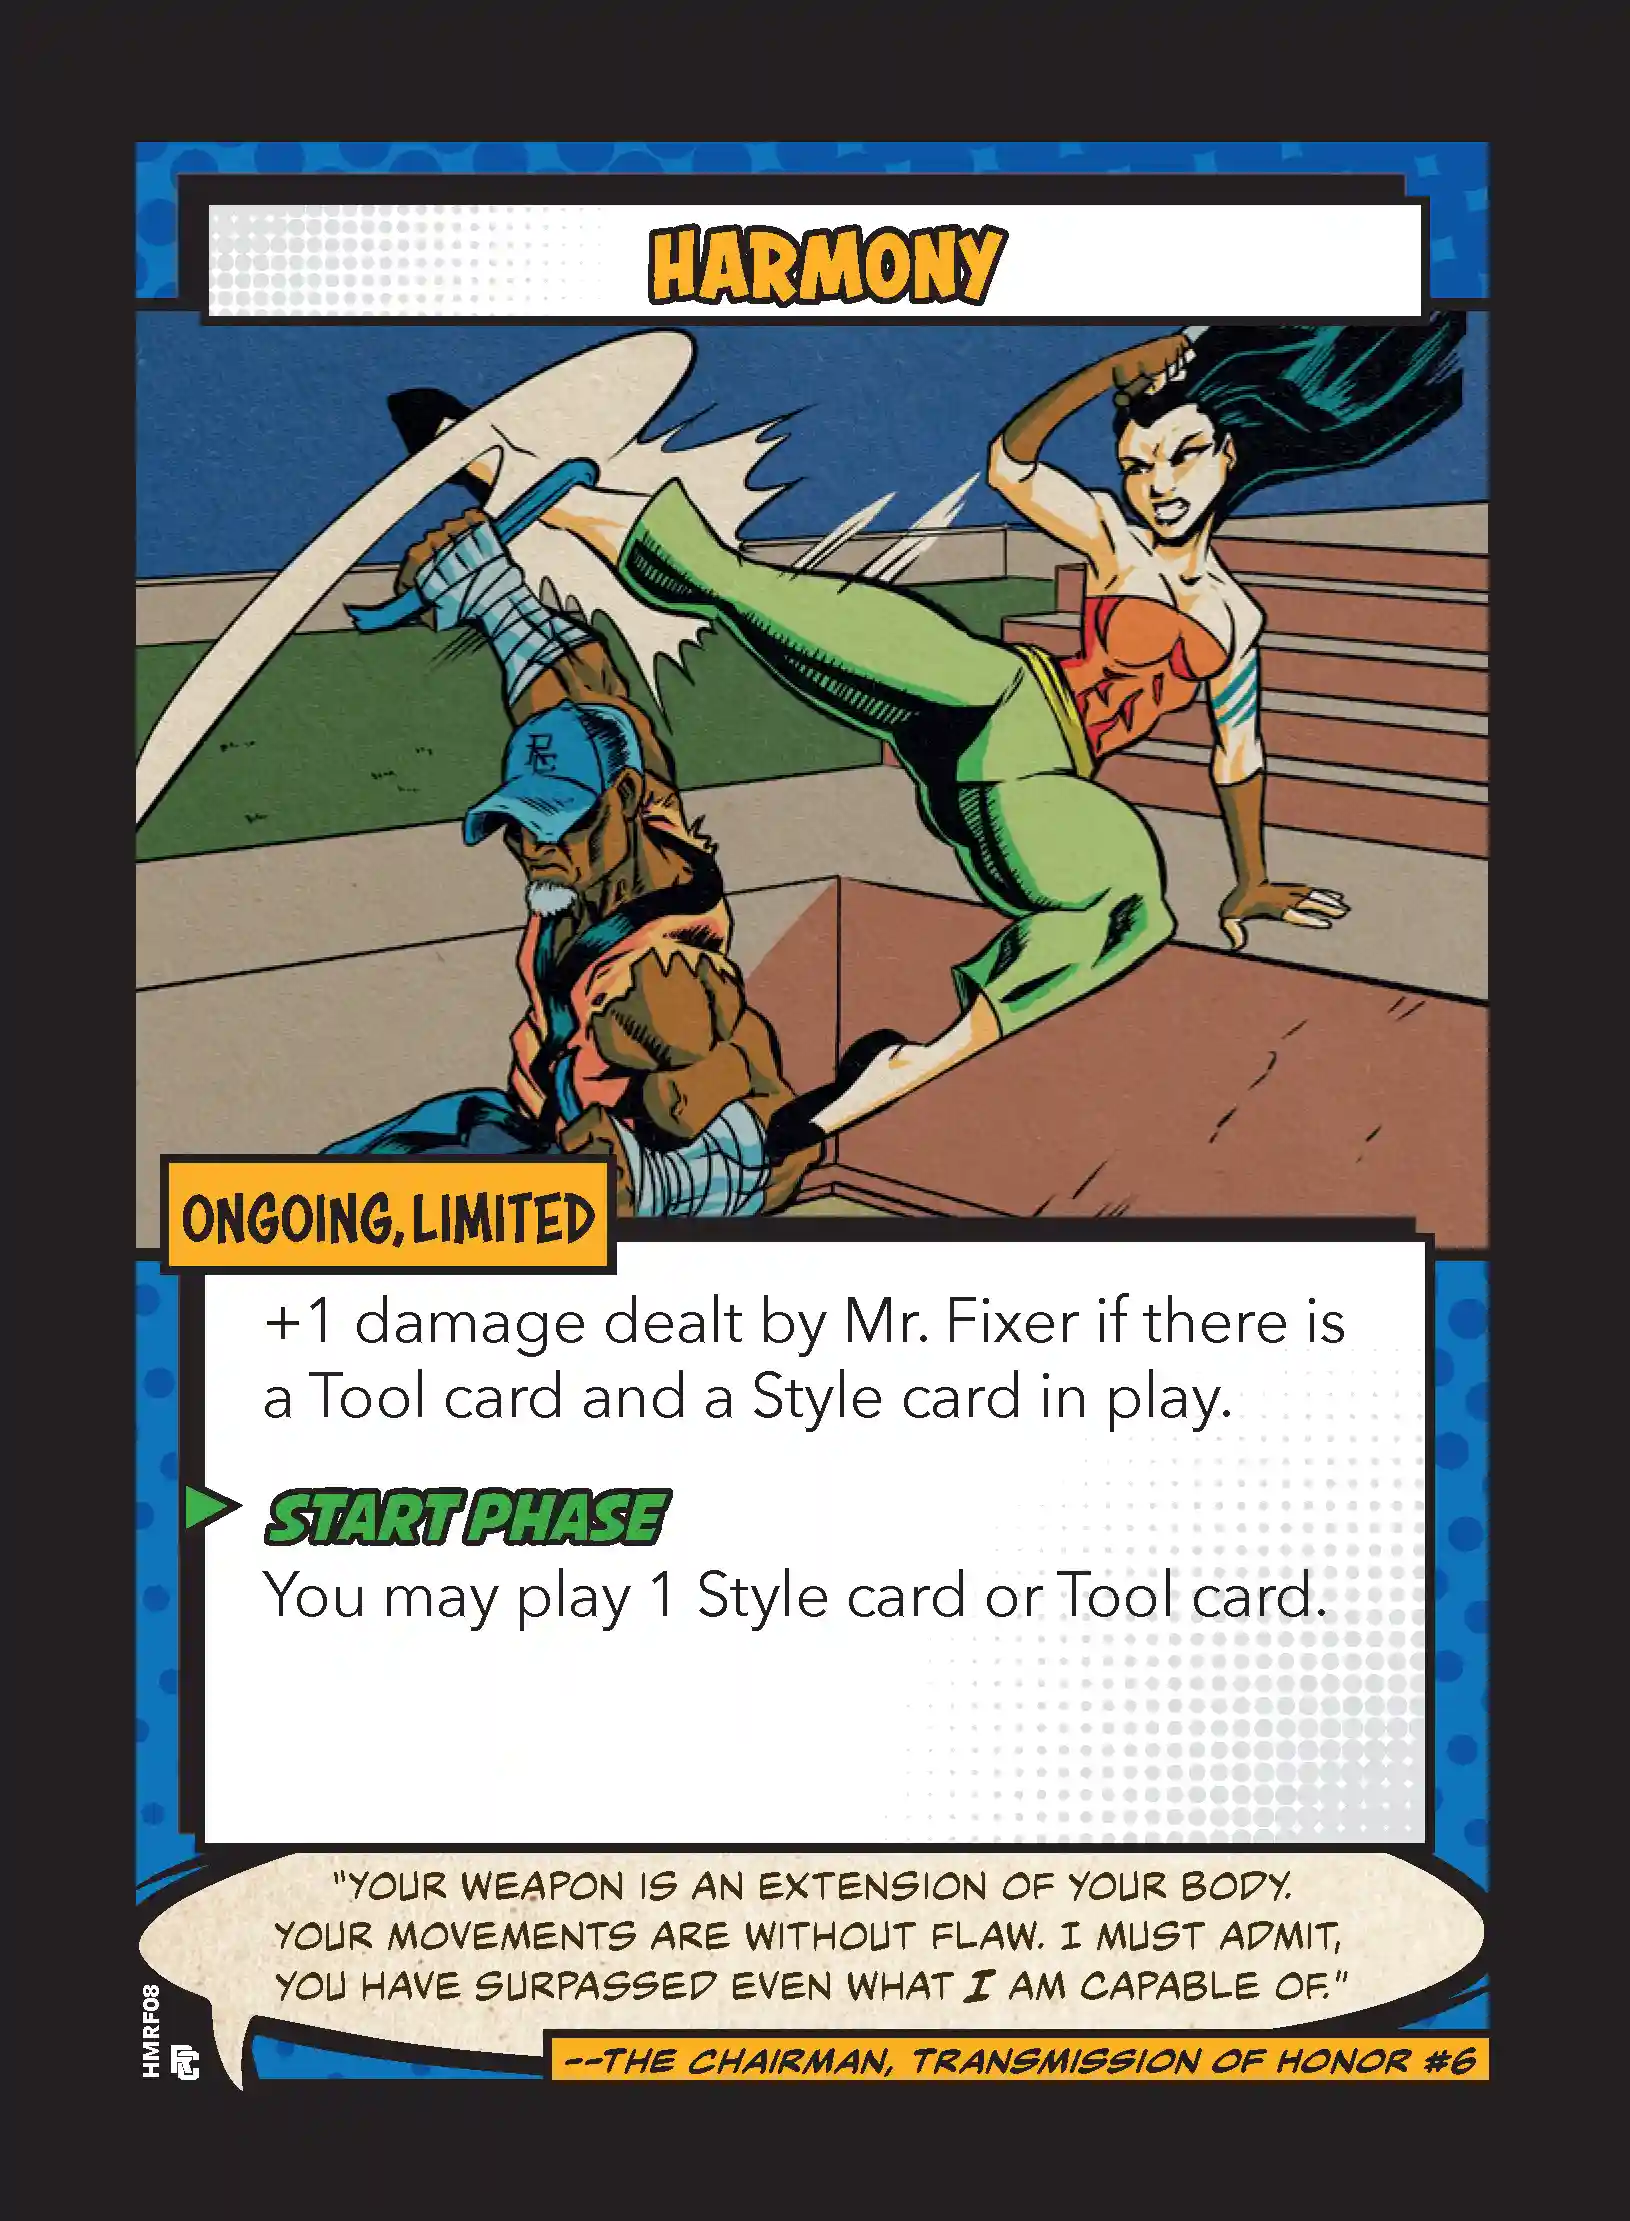 HARMONY
ONGOING, LIMITED
+1 damage dealt by Mr. Fixer if there is
a Tool card and a Style card in play.
START PHASE
You may play 1 Style card or Tool card.
"YOUR WEAPON IS AN EXTENSION OF YOUR BODY.
YOUR MOVEMENTS ARE WITHOUT FLAW. I MUST ADMIT,
YOU HAVE SURPASSED EVEN WHAT I AM CAPABLE OF."
--THE CHAIRMAN, TRANSMISSION OF HONOR #6
HMRF08